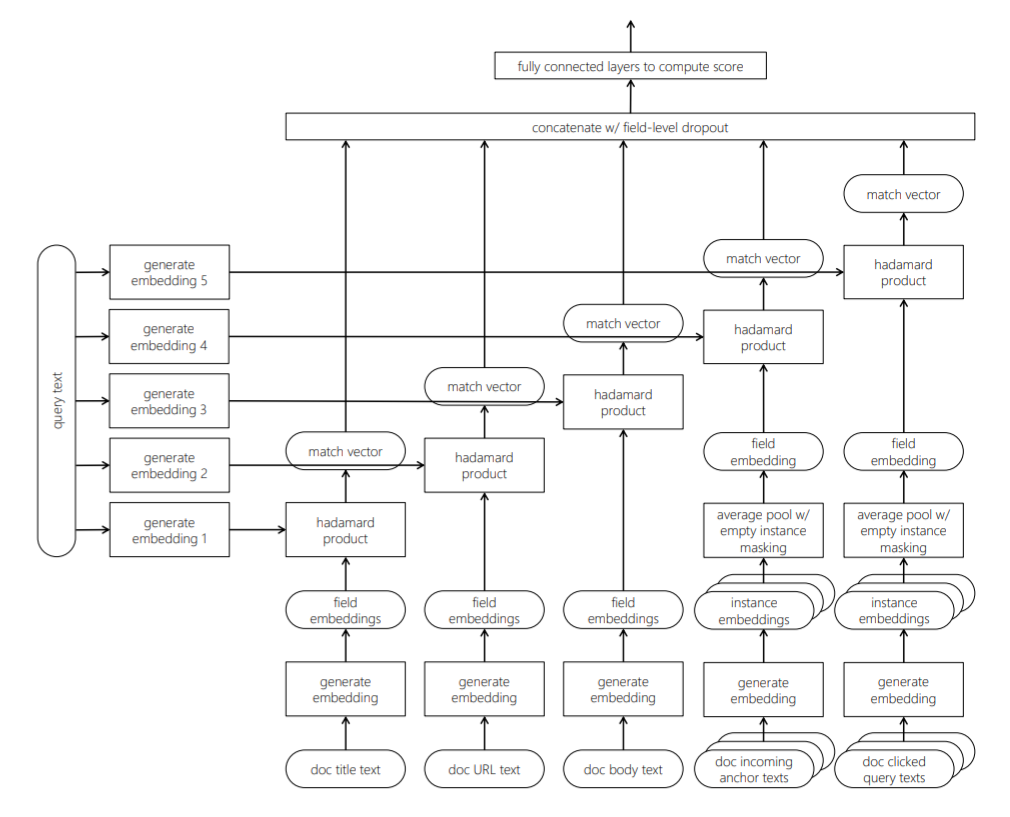 fully connected layers to compute score
concatenate w/ field-level dropout
match vector
match vector
hadamard
product
generate
embedding 5
match vector
hadamard
product
generate
embedding 4
match vector
hadamard
product
generate
embedding 3
query text
match vector
hadamard
product
generate
embedding 2
field
embedding
field
embedding
generate
embedding 1
hadamard
product
average pool w/
empty instance
masking
average pool w/
empty instance
masking
field
embeddings
field
embeddings
field
embeddings
instance
embeddings
instance
embeddings
generate
embedding
generate
embedding
generate
embedding
generate
embedding
generate
embedding
doc title text
doc URL text
doc body text
doc incoming
anchor texts
doc clicked
query texts